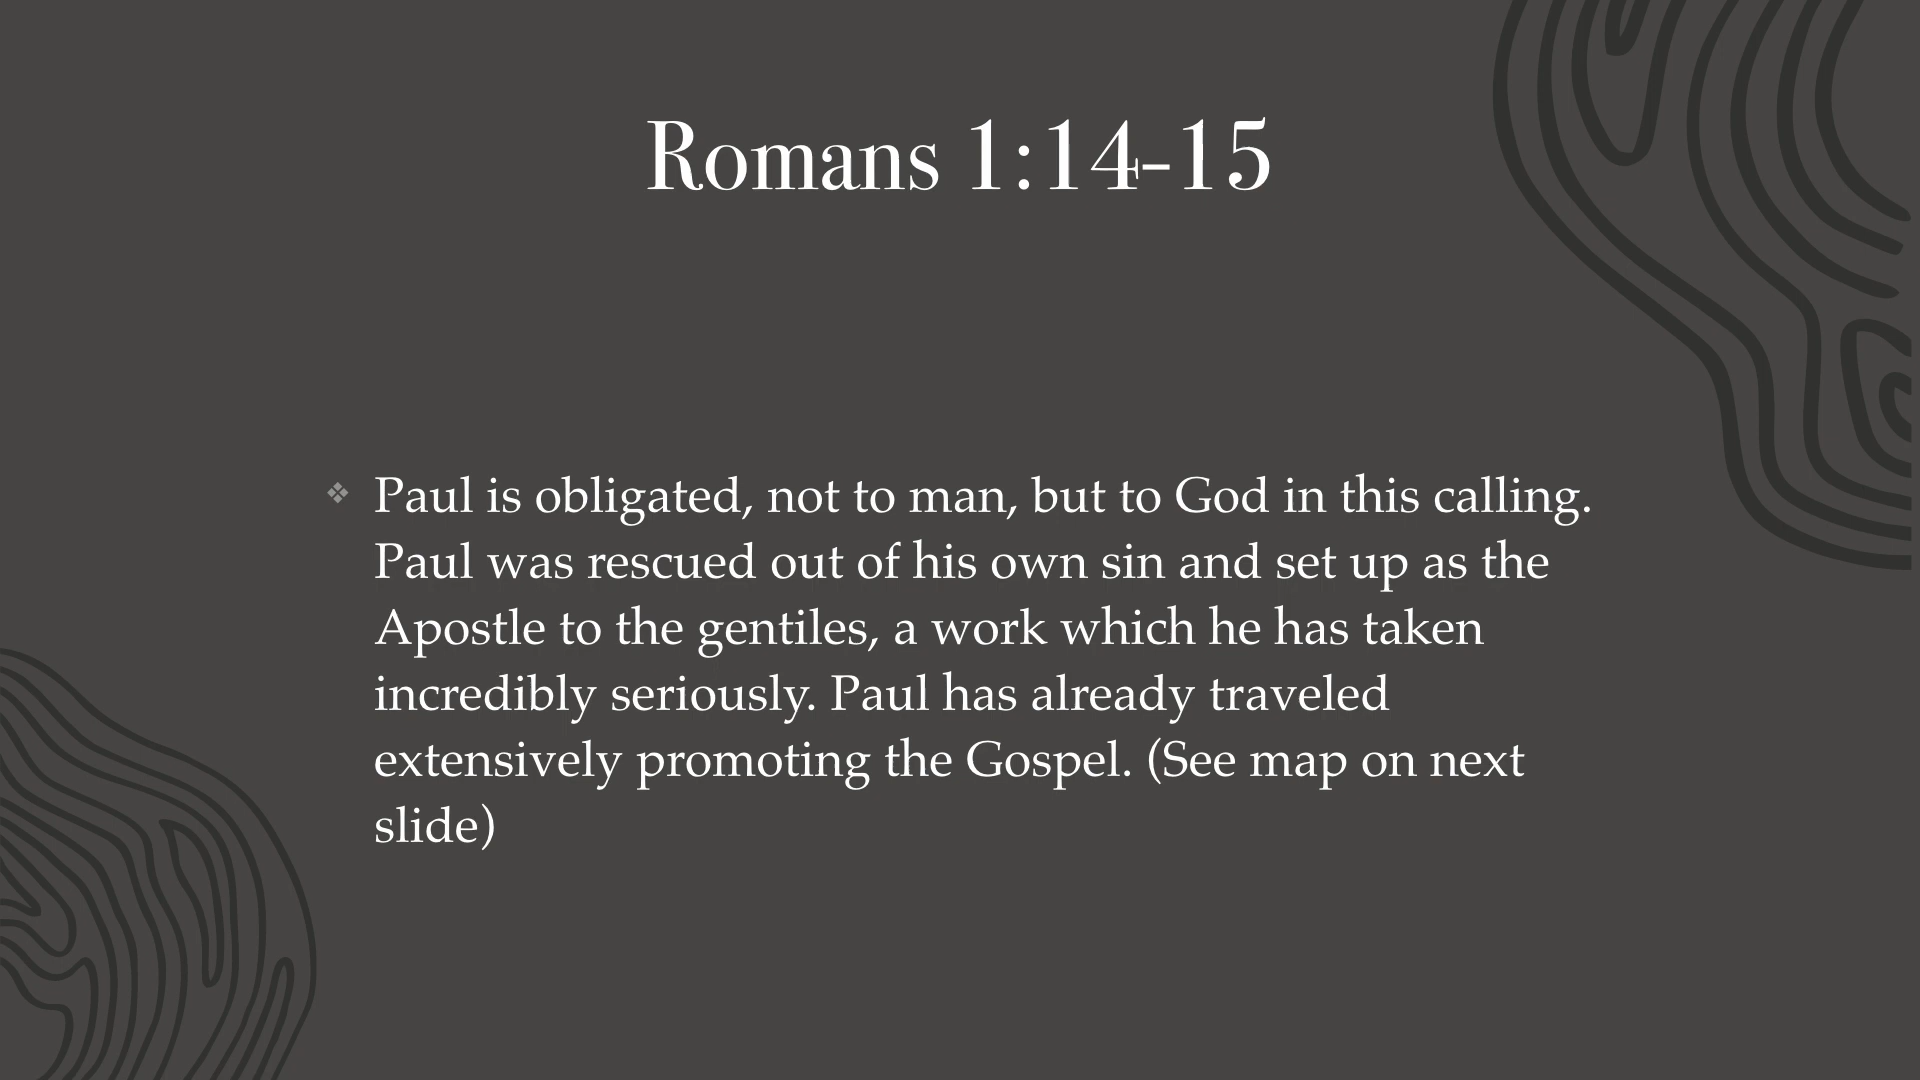 Romans 1:14-15
❖ Paul is obligated, not to man, but to God in this calling.
Paul was rescued out of his own sin and set up as the
Apostle to the gentiles, a work which he has taken
incredibly seriously. Paul has already traveled
extensively promoting the Gospel. (See map on next
slide)